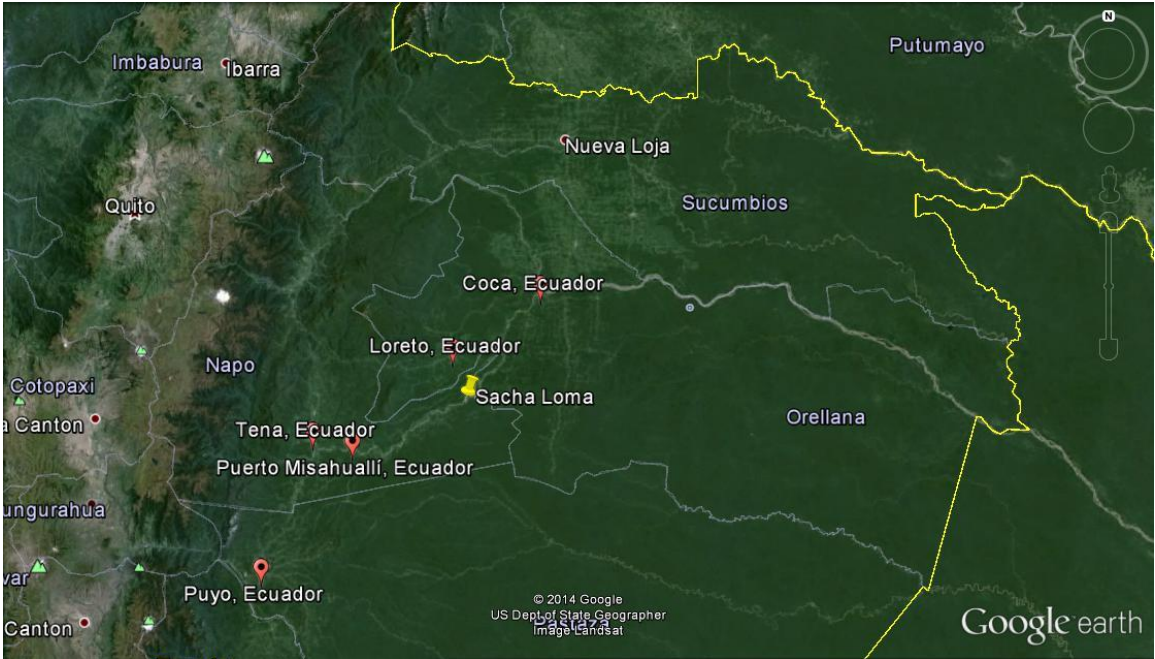 N
Putumayo
Imbabura
Ibarra
Nueva Loja
Quito
Sucumbios
Coca, Ecuador
Loreto, Ecuador
Napo
Cotopaxi
Sacha Loma
a Canton
Orellana
Tena, Ecuador
Puerto Misahuallí, Ecuador
ungurahua
var
Puyo, Ecuador
© 2014 Google
US Dept of State Geographer
Pastaza
Image Landsat
Canton
Google earth